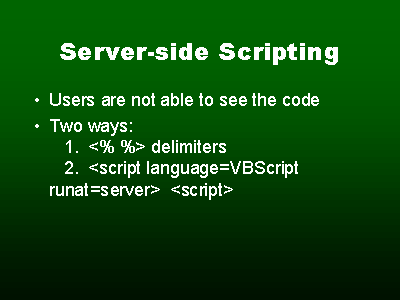 Server-side Scripting
• Users are not able to see the code
• Two ways:
1. <% %> delimiters
2. <script language=VBScript
runat=server> <script>